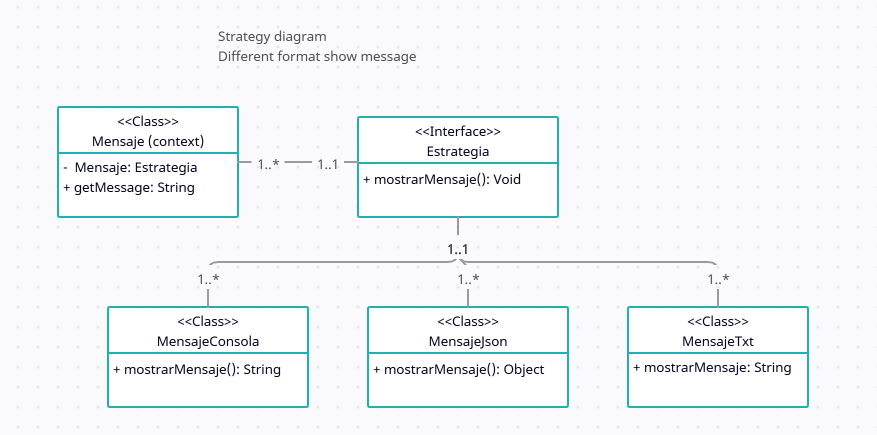 Strategy diagram
Different format show message
<<Class>>
Mensaje (context)
- Mensaje: Estrategia
+ getMessage: String
1..*
1..1
<<Interface>>
Estrategia
+ mostrarMensaje(): Void
1..1
1..*
1..*
1..*
<<Class>>
MensajeConsola
+ mostrarMensaje(): String
<<Class>>
MensajeJson
+ mostrarMensaje(): Object
<<Class>>
MensajeTxt
+ mostrarMensaje: String